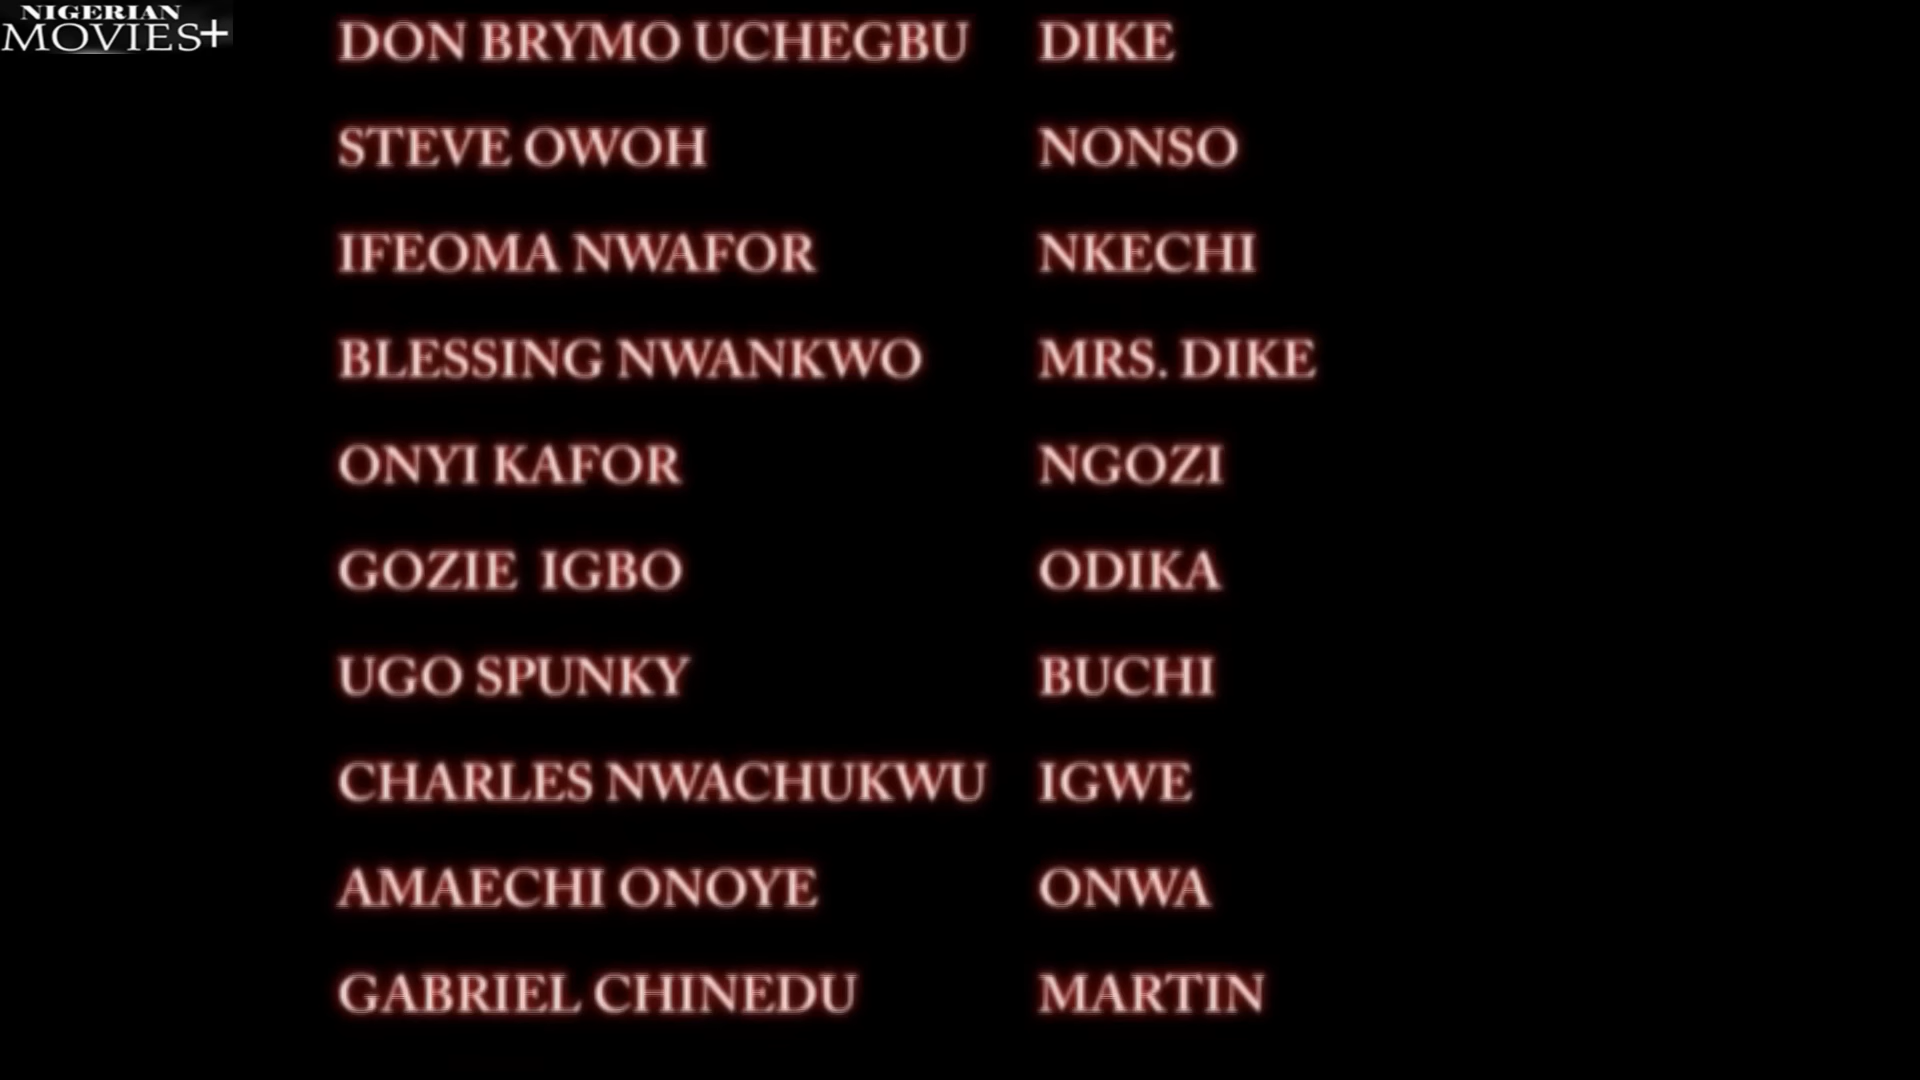 NIGERIAN
MOVIES+
DON BRYMO UCHEGBU DIKE
STEVE OWOH NONSO
IFEOMA NWAFOR NKECHI
BLESSING NWANKWO MRS. DIKE
ONYI KAFOR NGOZI
GOZIE IGBO ODIKA
UGO SPUNKY BUCHI
CHARLES NWACHUKWU IGWE
AMAECHI ONOYE ONWA
GABRIEL CHINEDU MARTIN